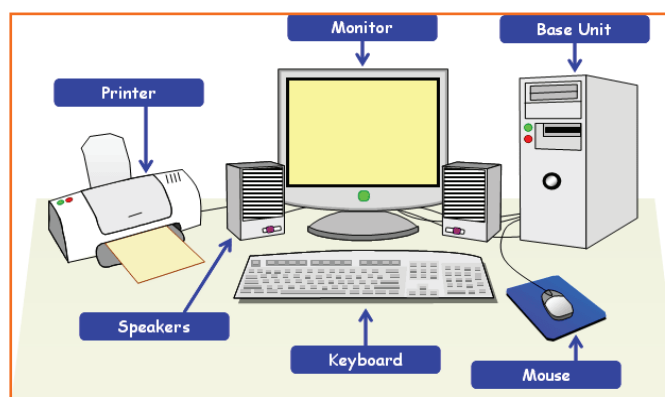 Monitor
Base Unit
Printer
Speakers
Keyboard
Mouse